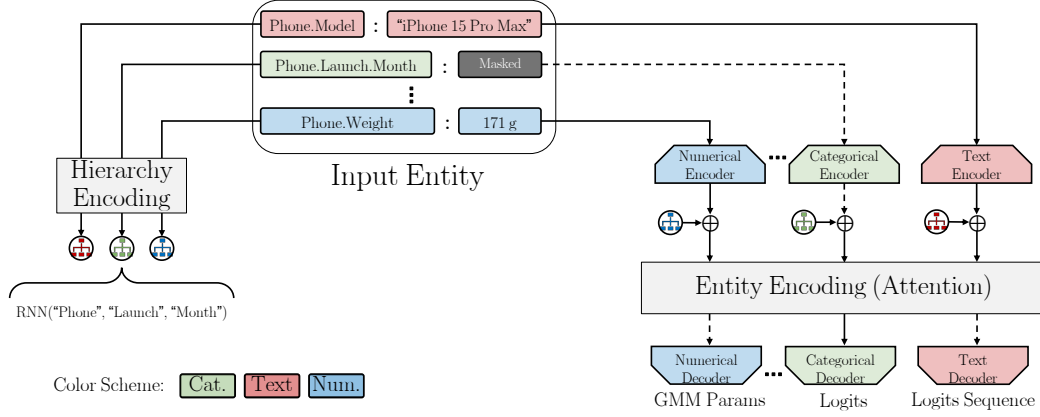 Phone.Model : “iPhone 15 Pro Max”
Phone.Launch.Month : Masked
Phone.Weight : 171 g
Input Entity
Hierarchy
Encoding
RNN(“Phone”, “Launch”, “Month”)
Numerical
Encoder
Categorical
Encoder
Text
Encoder
Entity Encoding (Attention)
Numerical
Decoder
Categorical
Decoder
Text
Decoder
GMM Params
Logits
Logits Sequence
Color Scheme: Cat. Text Num.